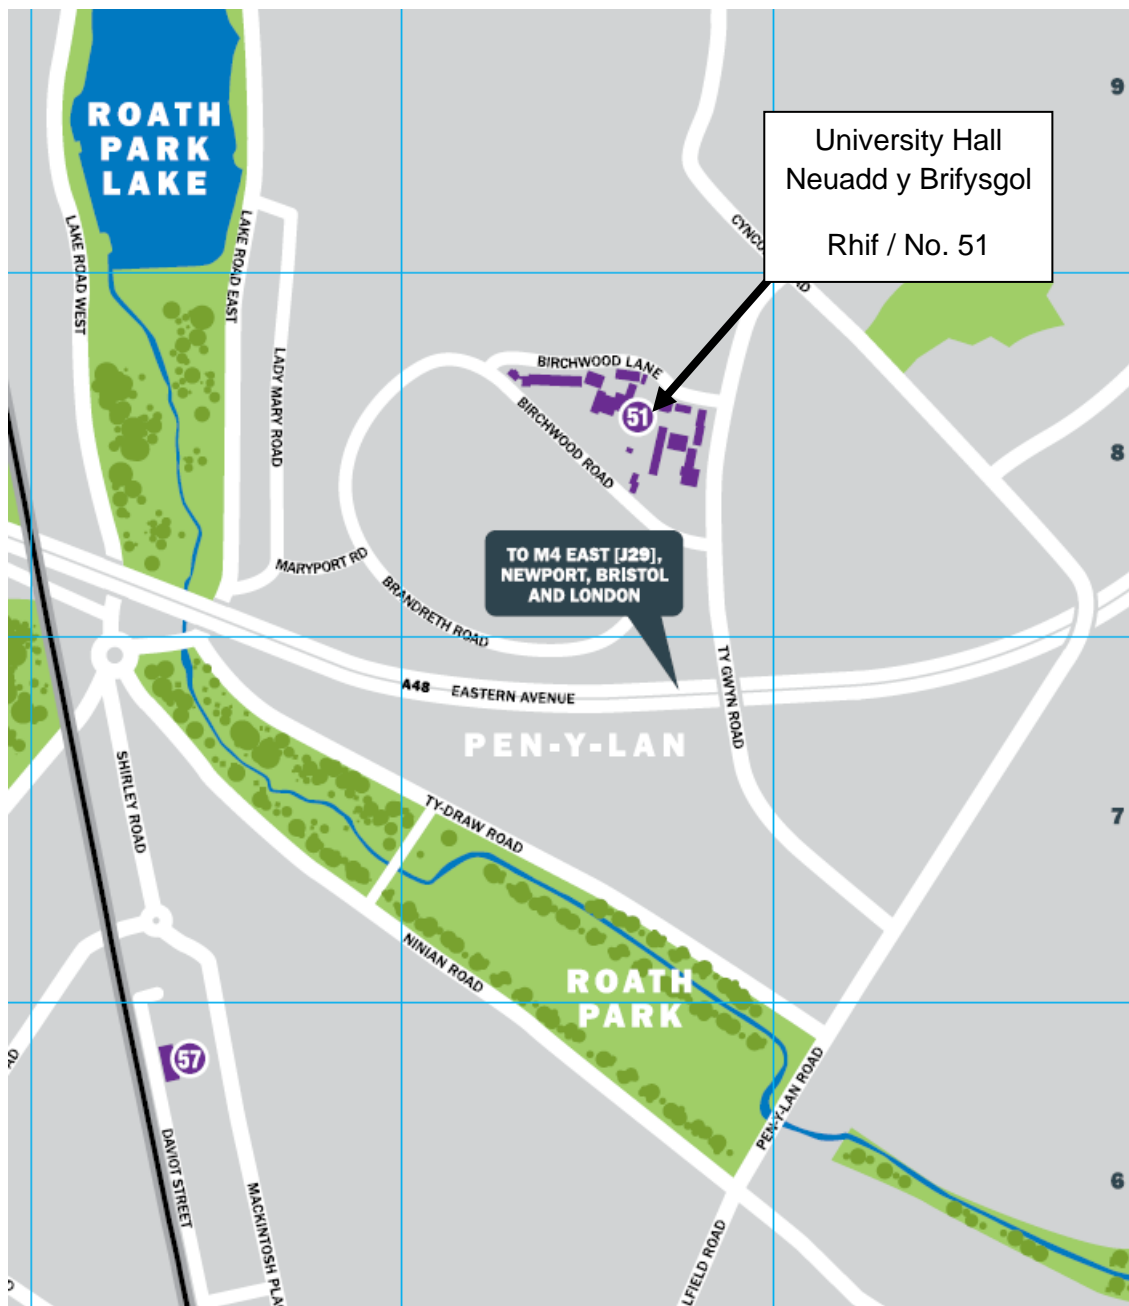 9
ROATH
PARK
LAKE
University Hall
Neuadd y Brifysgol
Rhif / No. 51
LAKE ROAD WEST
LAKE ROAD EAST
LADY MARY ROAD
BIRCHWOOD LANE
51
BIRCHWOOD ROAD
8
TO M4 EAST [J29],
NEWPORT, BRISTOL
AND LONDON
MARYPORT RD
BRANDRETH ROAD
TY GWYN ROAD
A48 EASTERN AVENUE
PEN-Y-LAN
SHIRLEY ROAD
TY-DRAW ROAD
7
NINIAN ROAD
ROATH
PARK
57
PEN-Y-LAN ROAD
DAVIOT STREET
MACKINTOSH
6
ROAD